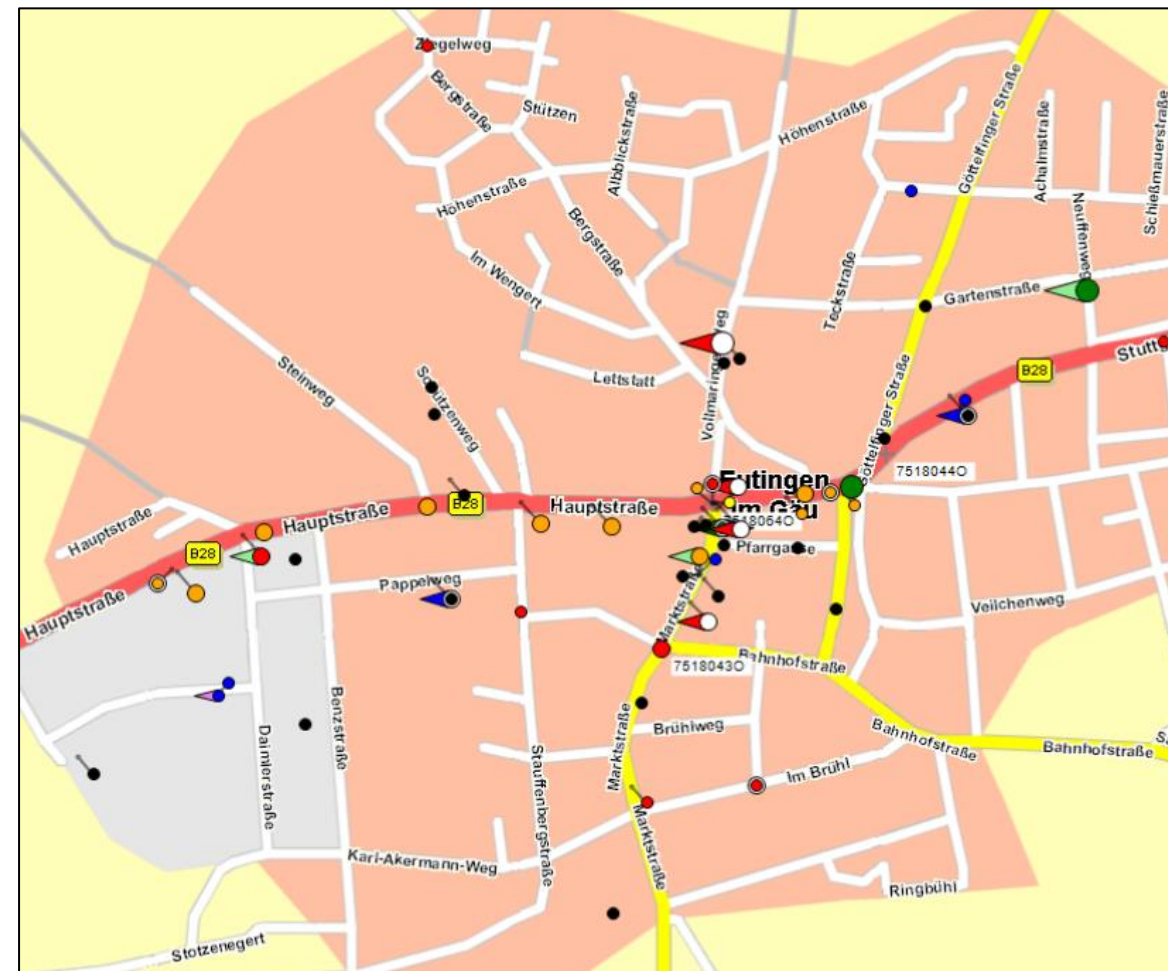 Ziegelweg
Bergstraße
Stützen
Albblickstraße
Höhenstraße
Göttelfinger Straße
Achalmstraße
Schießmauerstraße
Neuffenweg
Höhenstraße
Bergstraße
Im Wengert
Teckstraße
Gartenstraße
Steinweg
Lettstatt
Vollmaringer Weg
B28
Stuttg
Schützenweg
Göttelfinger Straße
7518044O
Eutingen
im Gäu
B28
Hauptstraße
Hauptstraße
Hauptstraße
7518064O
Pfarrgasse
B28
Pappelweg
Hauptstraße
Marktstraße
Veilchenweg
7518043O
Bahnhofstraße
Benzstraße
Daimlerstraße
Stauffenbergstraße
Marktstraße
Brühlweg
Bahnhofstraße
Bahnhofstraße
Im Brühl
Marktstraße
Karl-Akermann-Weg
Ringbühl
Stotzenegert